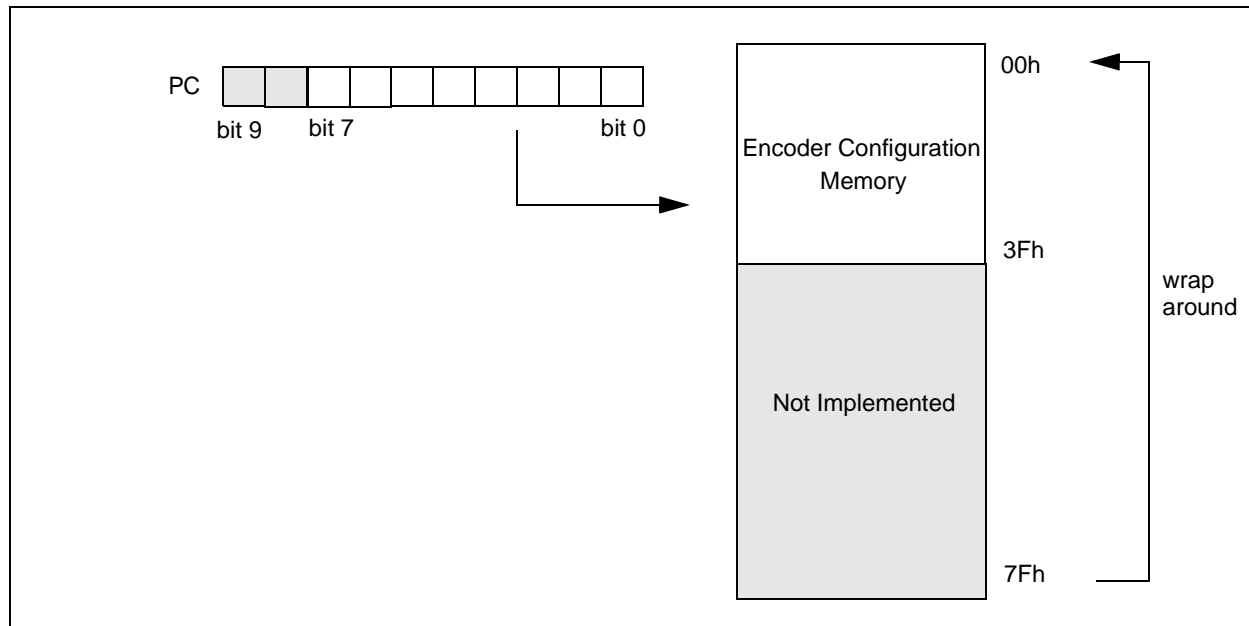 PC
bit 9
bit 7
bit 0
00h
Encoder Configuration
Memory
3Fh
wrap
around
Not Implemented
7Fh